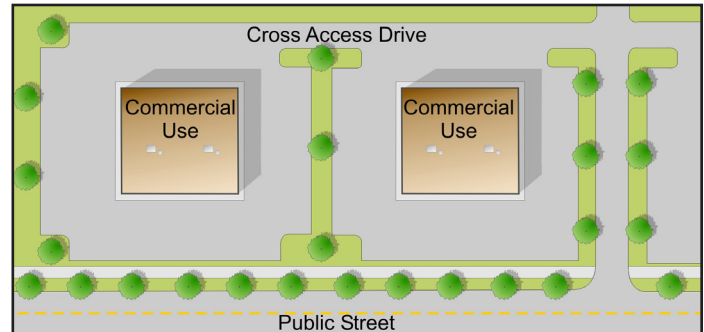 Cross Access Drive
Commercial
Use
Commercial
Use
Public Street